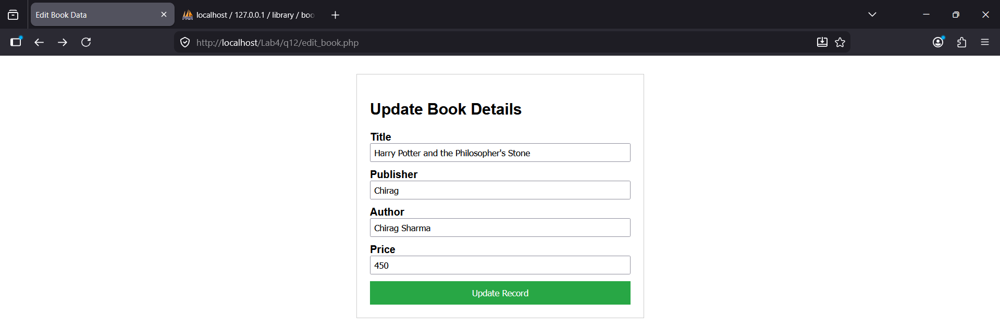 Edit Book Data
localhost / 127.0.0.1 / library / boo
http://localhost/Lab4/q12/edit_book.php
Update Book Details
Title
Harry Potter and the Philosopher's Stone
Publisher
Chirag
Author
Chirag Sharma
Price
450
Update Record